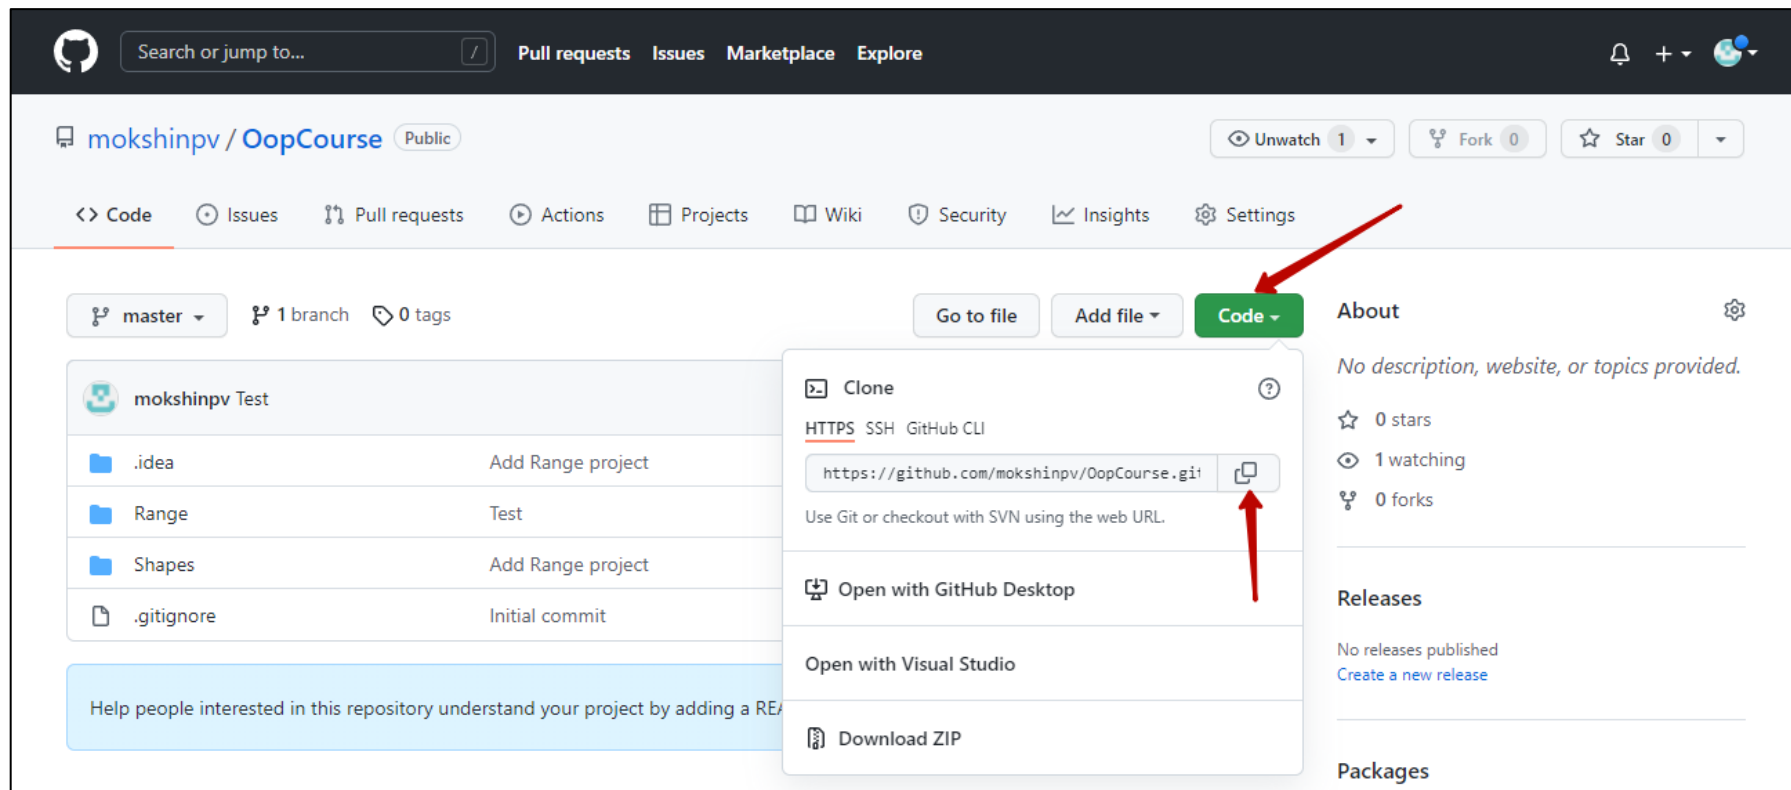 Search or jump to... / Pull requests Issues Marketplace Explore
mokshinpv / OopCourse Public Unwatch 1 Fork 0 Star 0
Code Issues Pull requests Actions Projects Wiki Security Insights Settings
master 1 branch 0 tags Go to file Add file Code
About
No description, website, or topics provided.
0 stars
1 watching
0 forks
Releases
No releases published
Create a new release
Packages
mokshinpv Test
.idea Add Range project
Range Test
Shapes Add Range project
.gitignore Initial commit
Help people interested in this repository understand your project by adding a REA
Clone
HTTPS SSH GitHub CLI
https://github.com/mokshinpv/OopCourse.git
Use Git or checkout with SVN using the web URL.
Open with GitHub Desktop
Open with Visual Studio
Download ZIP